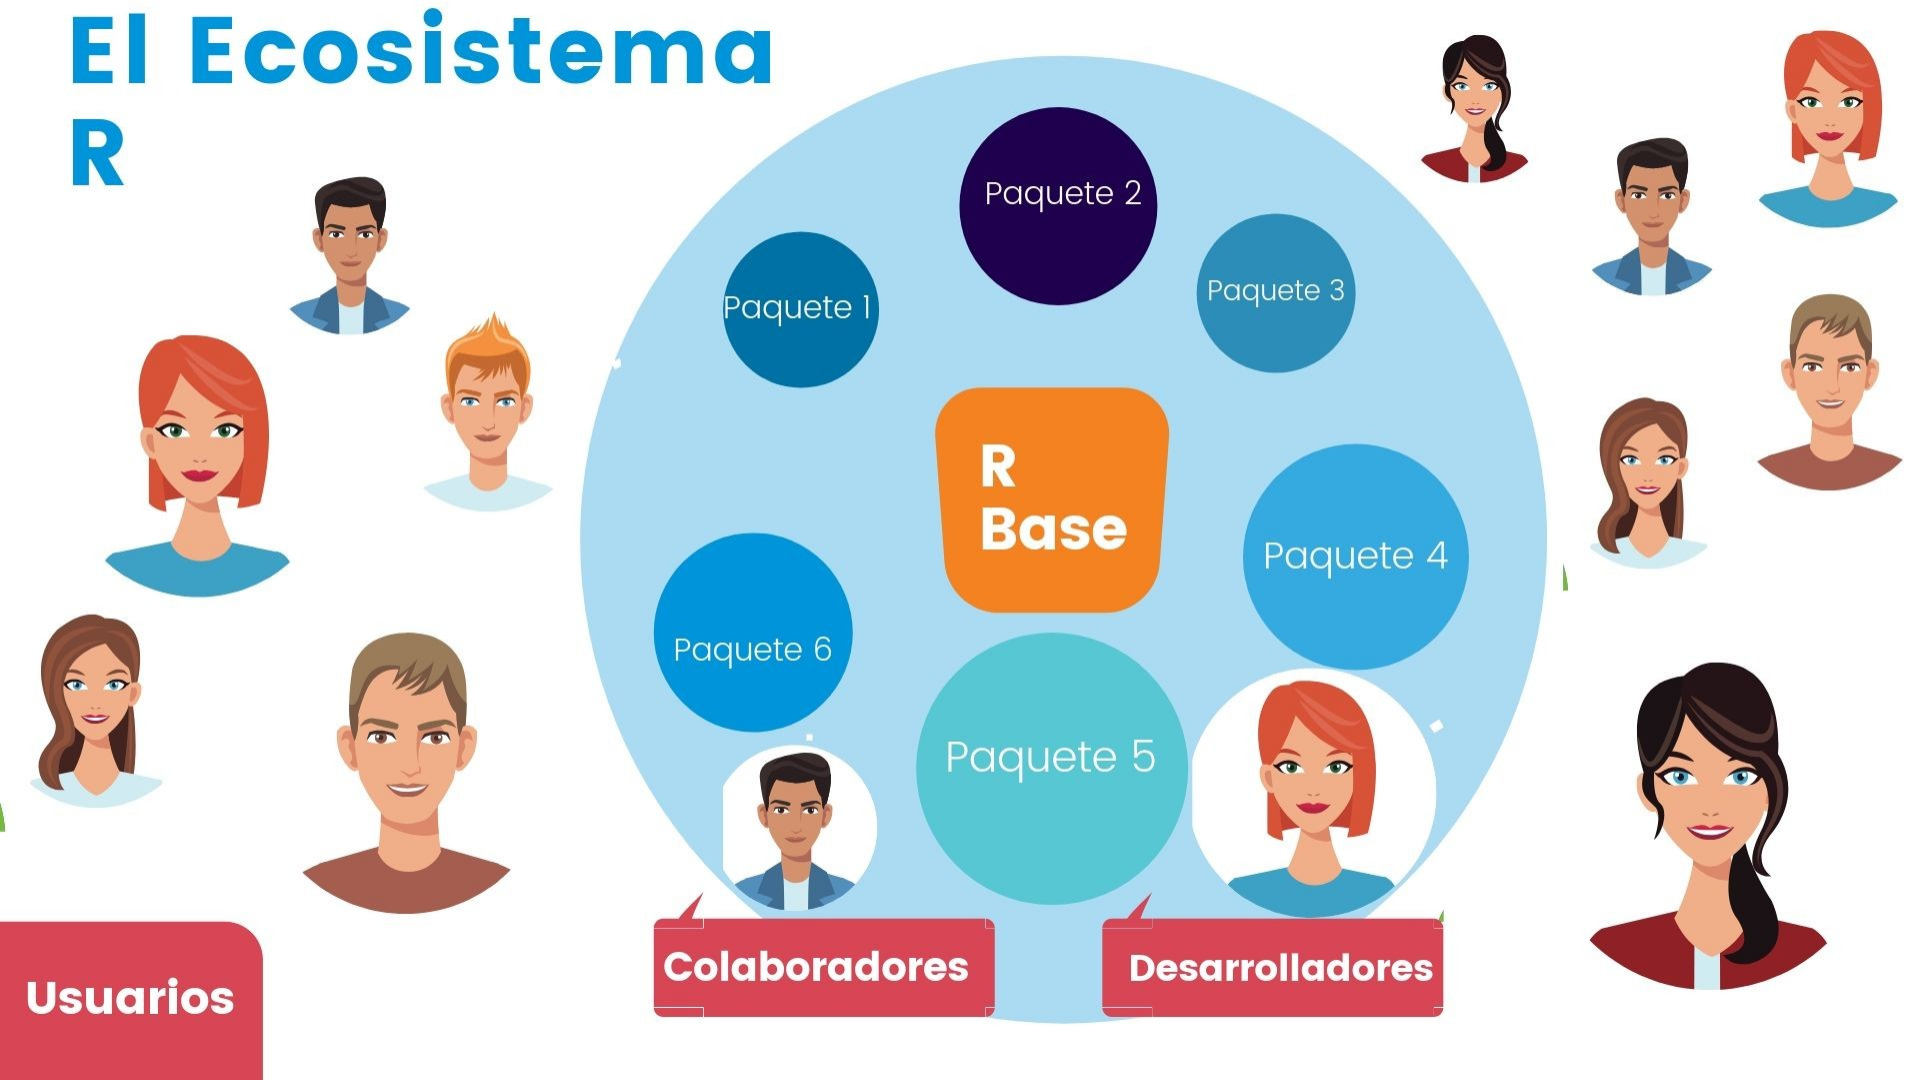 El Ecosistema
R
Paquete 2
Paquete 3
Paquete 1
R
Base
Paquete 4
Paquete 6
Paquete 5
Colaboradores
Desarrolladores
Usuarios